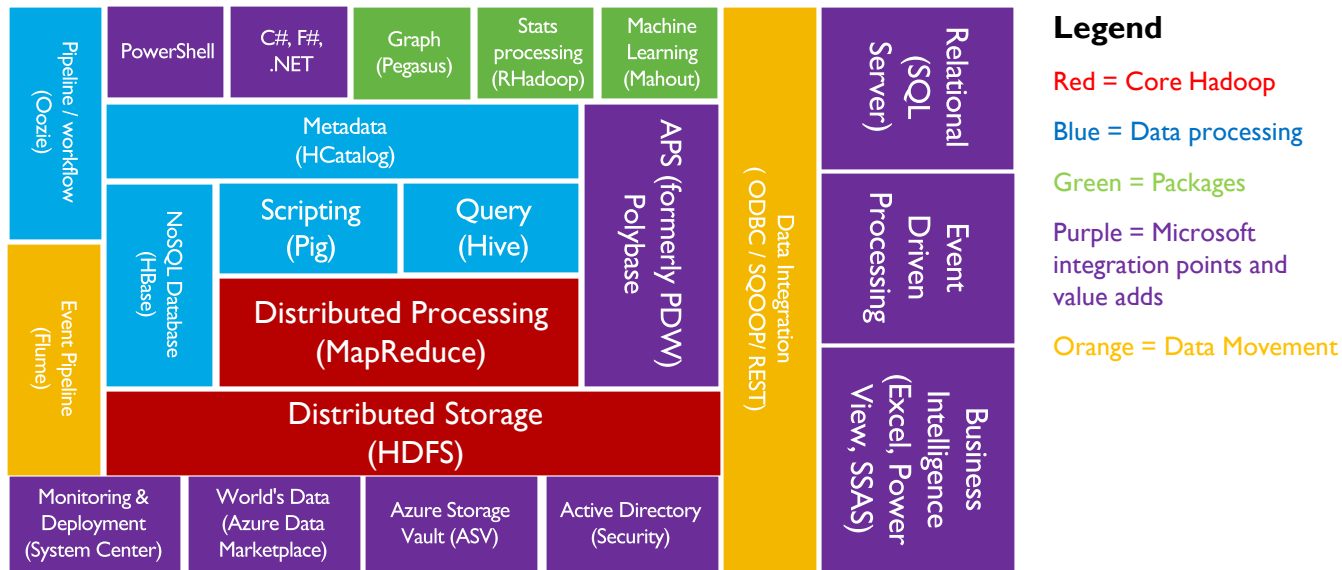 Pipeline / workflow
(Oozie)
PowerShell
C#, F#,
.NET
Graph
(Pegasus)
Stats
processing
(RHadoop)
Machine
Learning
(Mahout)
Metadata
(HCatalog)
NoSQL Database
(HBase)
Scripting
(Pig)
Query
(Hive)
APS (formerly PDW)
Polybase
Distributed Processing
(MapReduce)
Event Pipeline
(Flume)
Distributed Storage
(HDFS)
Monitoring &
Deployment
(System Center)
World's Data
(Azure Data
Marketplace)
Azure Storage
Vault (ASV)
Active Directory
(Security)
Data Integration
( ODBC / SQOOP/ REST)
Relational
(SQL
Server)
Event
Driven
Processing
Business
Intelligence
(Excel, Power
View, SSAS)
Legend
Red = Core Hadoop
Blue = Data processing
Green = Packages
Purple = Microsoft
integration points and
value adds
Orange = Data Movement